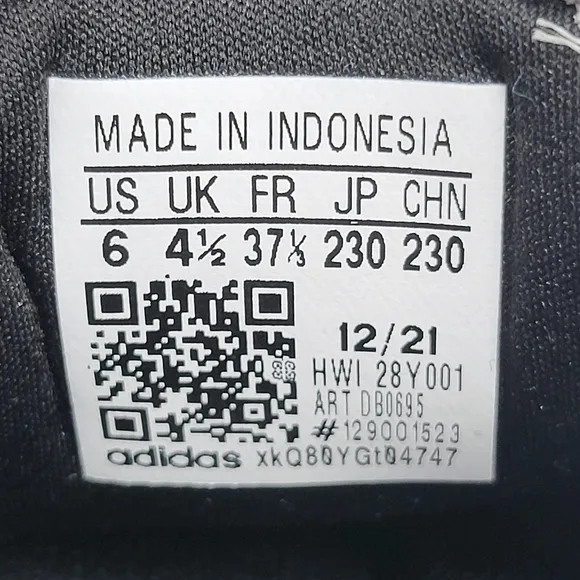 MADE IN INDONESIA
US UK FR JP CHN
6 4½ 37⅓ 230 230
12/21
HWI 28Y001
ART DB0695
#129001523
adidas xkQ80YGt04747